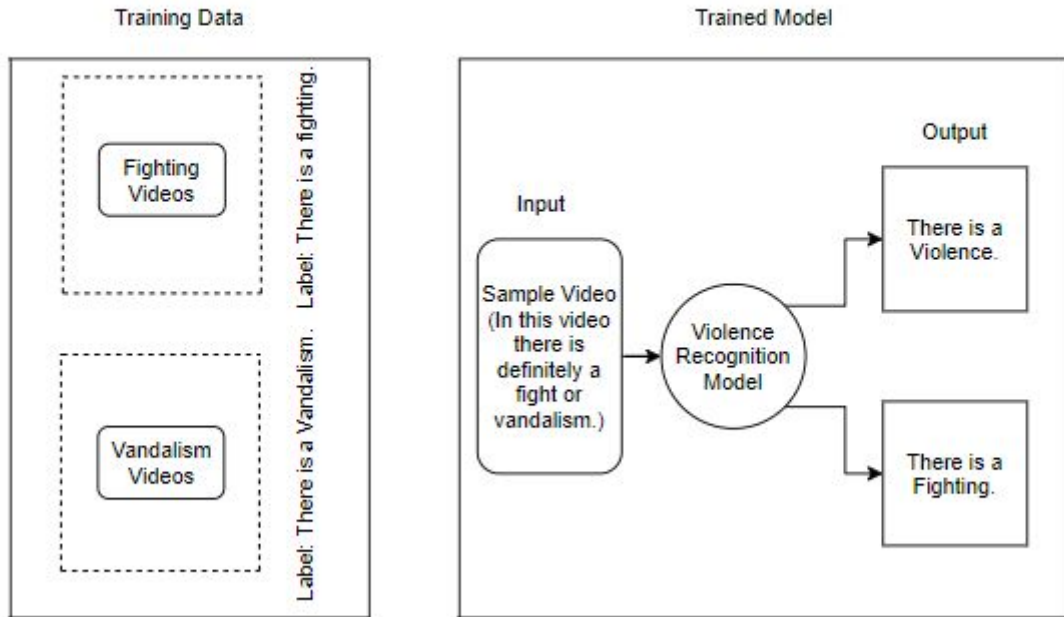 Training Data
Fighting
Videos
Label: There is a fighting.
Vandalism
Videos
Label: There is a Vandalism.
Trained Model
Input
Sample Video
(In this video
there is
definitely a
fight or
vandalism.)
Violence
Recognition
Model
Output
There is a
Violence.
There is a
Fighting.